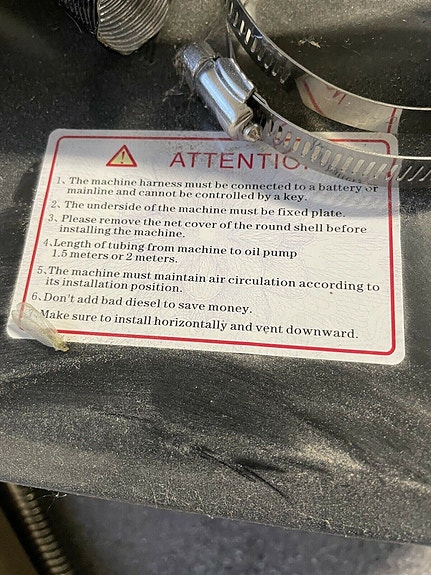 ATTENTIO
1、The machine harness must be connected to a battery or
mainline and cannot be controlled by a key.
2、The underside of the machine must be fixed plate.
3、Please remove the net cover of the round shell before
installing the machine.
4、Length of tubing from machine to oil pump
1.5 meters or 2 meters.
5、The machine must maintain air circulation according to
its installation position.
6、Don't add bad diesel to save money.
Make sure to install horizontally and vent downward.